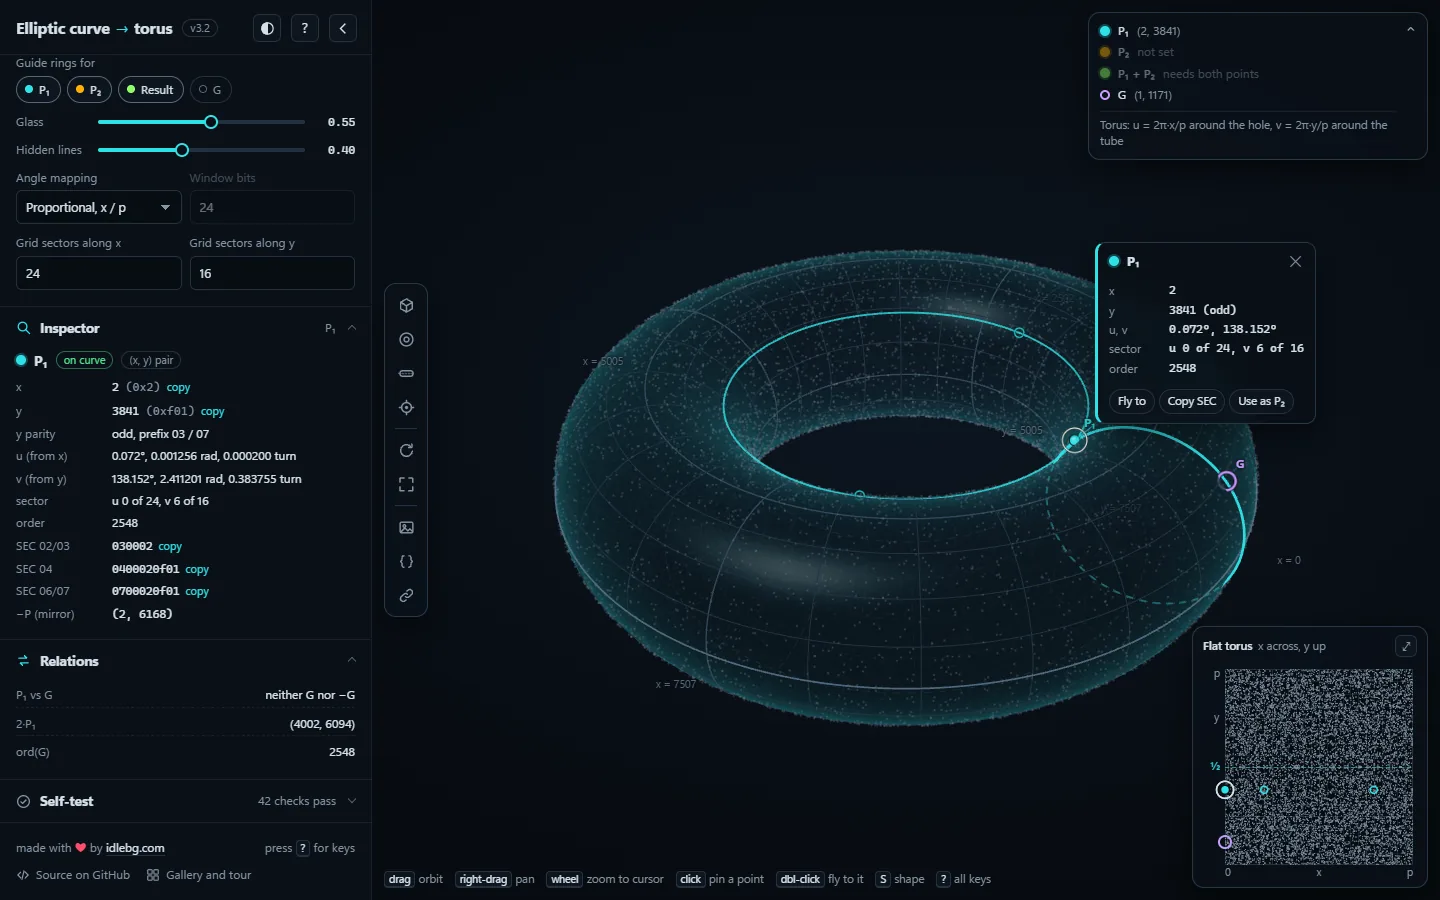 Elliptic curve → torus v3.2
?
Guide rings for
P₁ P₂ Result G
Glass 0.55
Hidden lines 0.40
Angle mapping Window bits
Proportional, x / p 24
Grid sectors along x Grid sectors along y
24 16
Inspector P₁
P₁ on curve (x, y) pair
x 2 (0x2) copy
y 3841 (0xf01) copy
y parity odd, prefix 03 / 07
u (from x) 0.072°, 0.001256 rad, 0.000200 turn
v (from y) 138.152°, 2.411201 rad, 0.383755 turn
sector u 0 of 24, v 6 of 16
order 2548
SEC 02/03 030002 copy
SEC 04 0400020f01 copy
SEC 06/07 0700020f01 copy
−P (mirror) (2, 6168)
Relations
P₁ vs G neither G nor −G
2·P₁ (4002, 6094)
ord(G) 2548
Self-test 42 checks pass
made with ♥ by idlebg.com press ? for keys
Source on GitHub Gallery and tour
x = 5005
y = 5005
x = 7507
x = 0
P₁
G
drag orbit right-drag pan wheel zoom to cursor click pin a point dbl-click fly to it S shape ? all keys
P₁ (2, 3841)
P₂ not set
P₁ + P₂ needs both points
G (1, 1171)
Torus: u = 2π·x/p around the hole, v = 2π·y/p around the
tube
P₁
x 2
y 3841 (odd)
u, v 0.072°, 138.152°
sector u 0 of 24, v 6 of 16
order 2548
Fly to Copy SEC Use as P₂
Flat torus x across, y up
p
y
½
0 x p